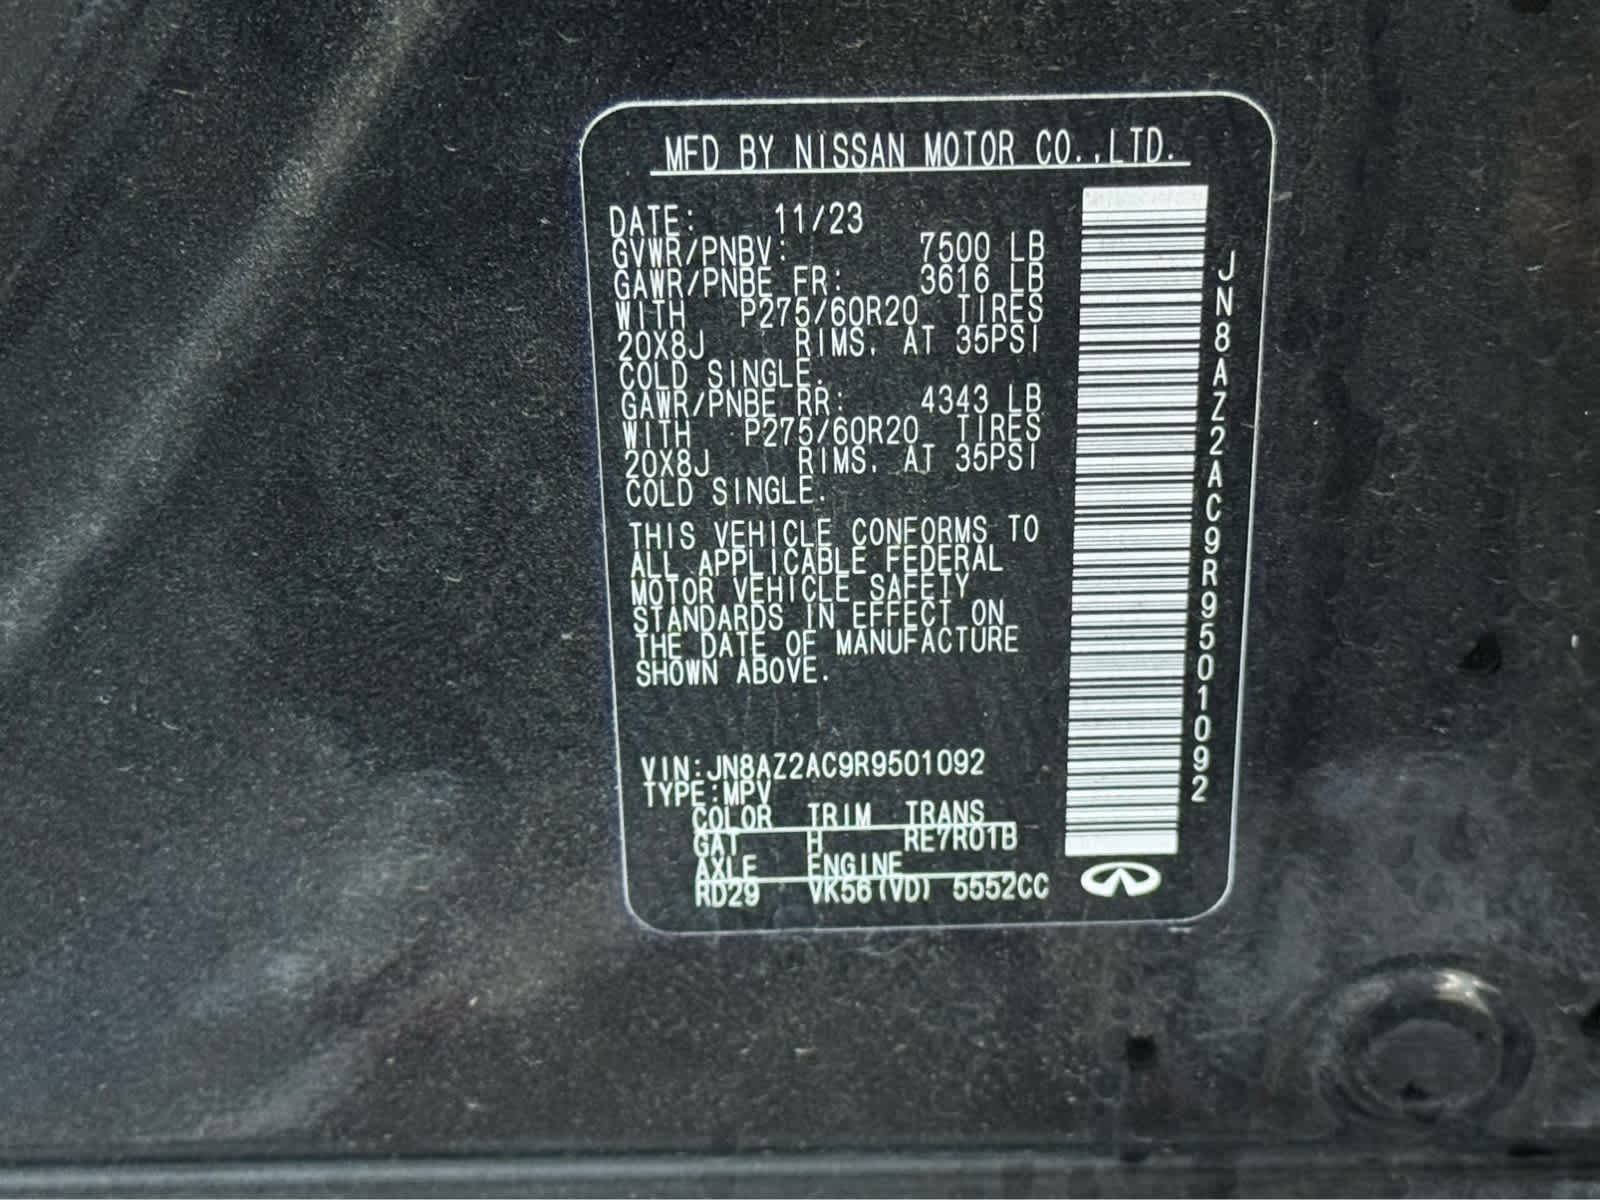 MFD BY NISSAN MOTOR CO.,LTD.
DATE: 11/23
GVWR/PNBV: 7500 LB
GAWR/PNBE FR: 3616 LB
WITH P275/60R20 TIRES
20X8J RIMS. AT 35PSI
COLD SINGLE.
GAWR/PNBE RR: 4343 LB
WITH P275/60R20 TIRES
20X8J RIMS. AT 35PSI
COLD SINGLE.
THIS VEHICLE CONFORMS TO
ALL APPLICABLE FEDERAL
MOTOR VEHICLE SAFETY
STANDARDS IN EFFECT ON
THE DATE OF MANUFACTURE
SHOWN ABOVE.
VIN:JN8AZ2AC9R9501092
TYPE:MPV
COLOR TRIM TRANS
GAT H RE7R01B
AXLE ENGINE
RD29 VK56(VD) 5552CC
JN8AZ2AC9R9501092